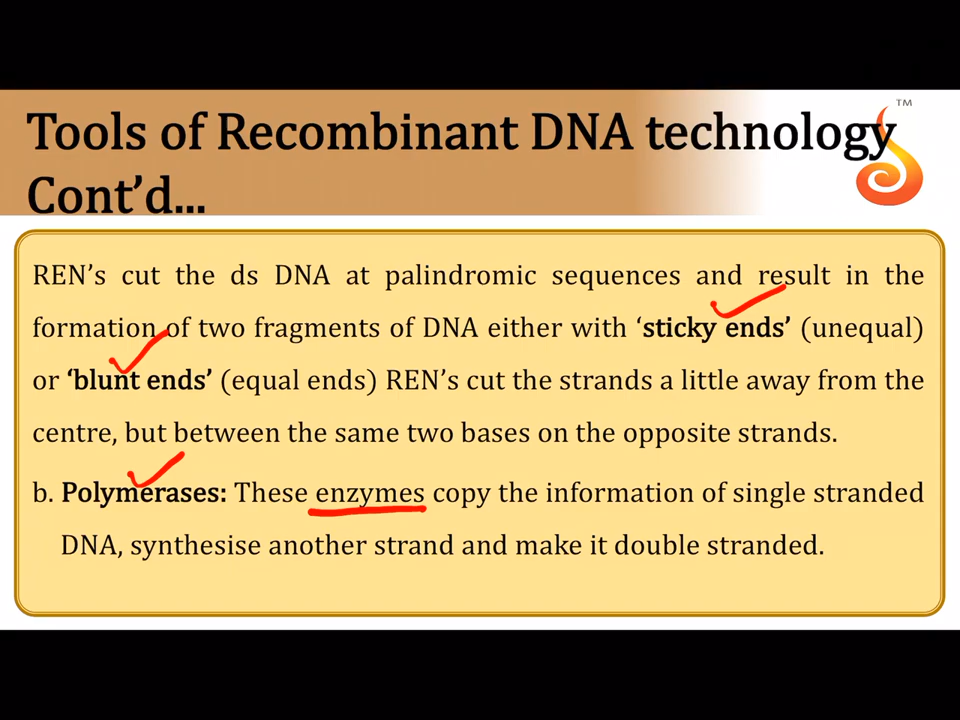 TM
Tools of Recombinant DNA technology
Cont’d...
REN’s cut the ds DNA at palindromic sequences and result in the
formation of two fragments of DNA either with ‘sticky ends’ (unequal)
or ‘blunt ends’ (equal ends) REN’s cut the strands a little away from the
centre, but between the same two bases on the opposite strands.
b. Polymerases: These enzymes copy the information of single stranded
DNA, synthesise another strand and make it double stranded.